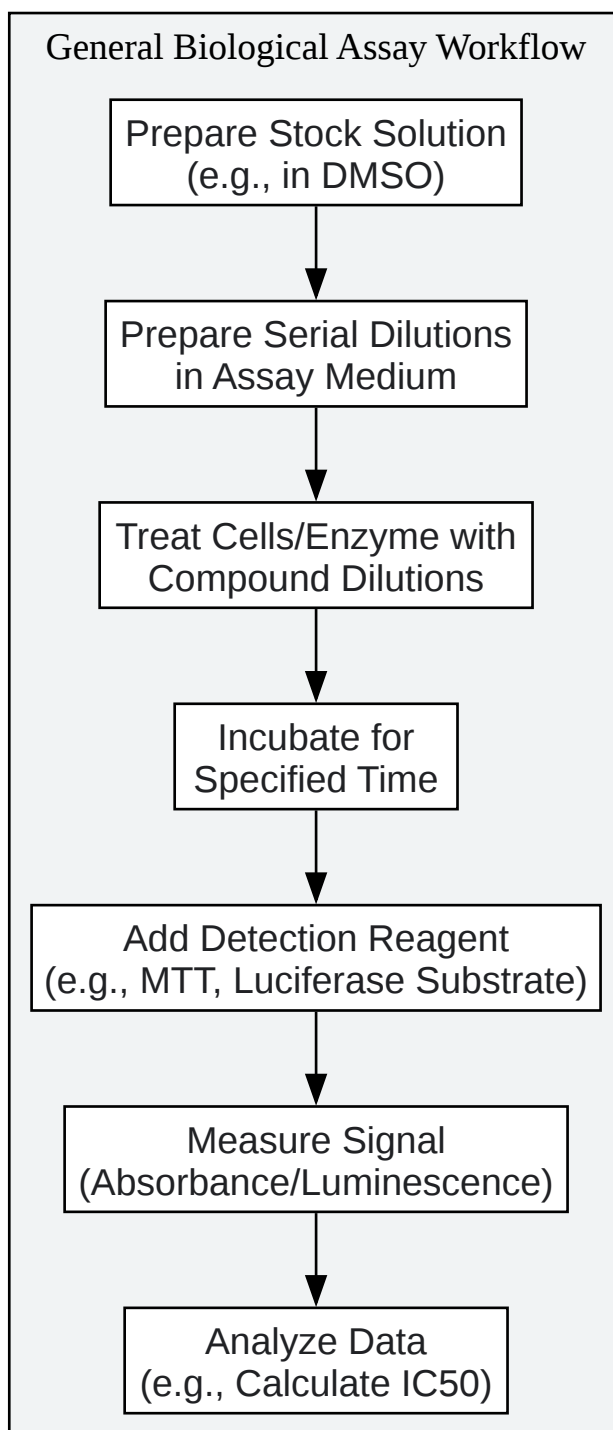 General Biological Assay Workflow
Prepare Stock Solution
(e.g., in DMSO)
Prepare Serial Dilutions
in Assay Medium
Treat Cells/Enzyme with
Compound Dilutions
Incubate for
Specified Time
Add Detection Reagent
(e.g., MTT, Luciferase Substrate)
Measure Signal
(Absorbance/Luminescence)
Analyze Data
(e.g., Calculate IC50)